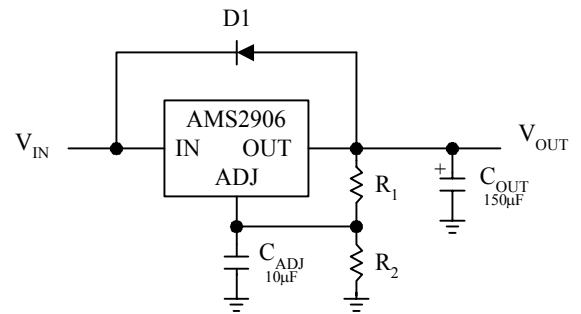 D1
AMS2906
V_IN
IN OUT
V_OUT
ADJ
+
R_1
C_OUT
150µF
C_ADJ
10µF
R_2